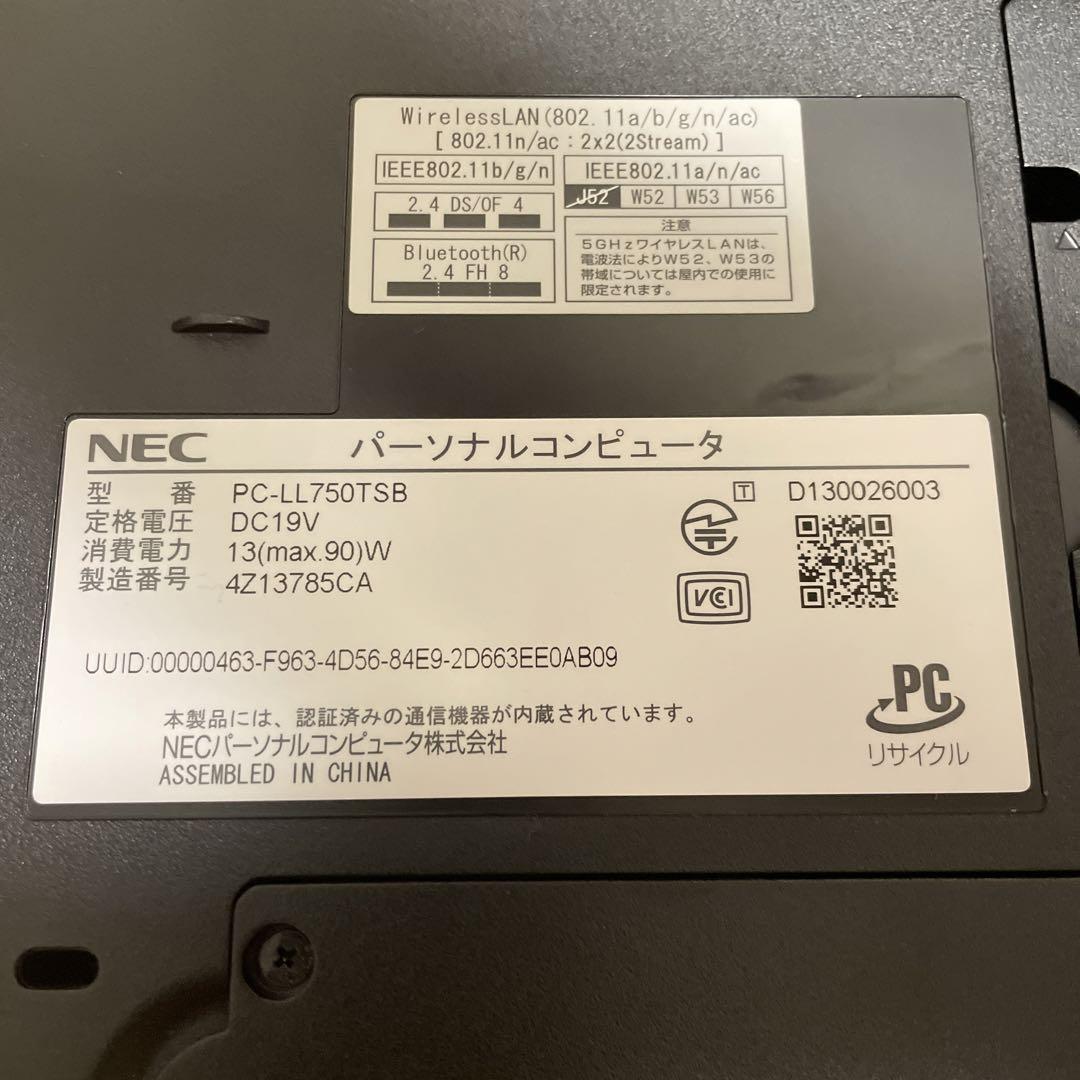 WirelessLAN(802.11a/b/g/n/ac)
[ 802.11n/ac : 2x2(2Stream) ]
IEEE802.11b/g/n
2.4 DS/OF 4
Bluetooth(R)
2.4 FH 8
IEEE802.11a/n/ac
J52 W52 W53 W56
注意
5GHzワイヤレスLANは、
電波法によりW52、W53の
帯域については屋内での使用に
限定されます。
NEC パーソナルコンピュータ
型番 PC-LL750TSB
定格電圧 DC19V
消費電力 13(max.90)W
製造番号 4Z13785CA
T D130026003
VCI
UUID:00000463-F963-4D56-84E9-2D663EE0AB09
本製品には、認証済みの通信機器が内蔵されています。
NECパーソナルコンピュータ株式会社
ASSEMBLED IN CHINA
PC
リサイクル